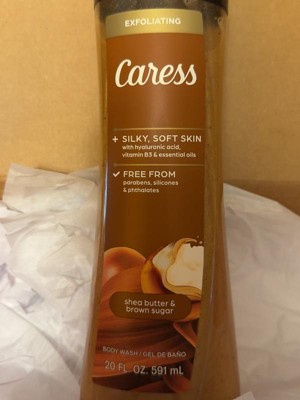 EXFOLIATING
Caress
+ SILKY, SOFT SKIN
with hyaluronic acid,
vitamin B3 & essential oils
✓ FREE FROM
parabens, silicones
& phthalates
shea butter &
brown sugar
BODY WASH / GEL DE BAÑO
20 FL. OZ. 591 mL